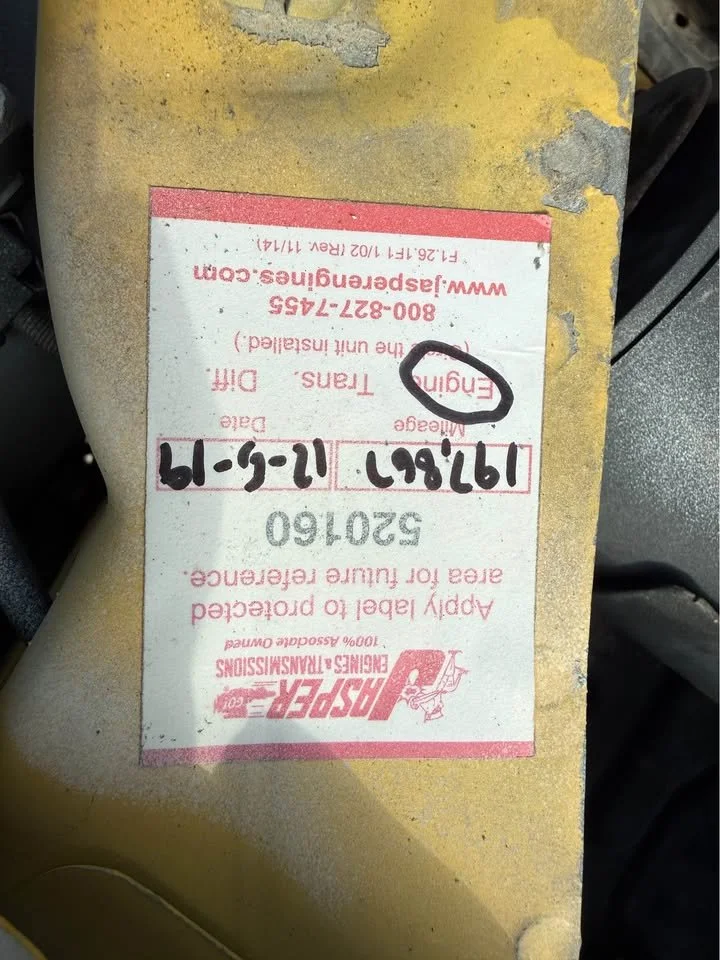 JASPER
ENGINES & TRANSMISSIONS
100% Associate Owned
Apply label to protected
area for future reference.
520160
197,867 12-5-19
Mileage Date
Engine Trans. Diff.
(Circle the unit installed.)
800-827-7455
www.jasperengines.com
F1.26.1F1 1/02 (Rev. 11/14)